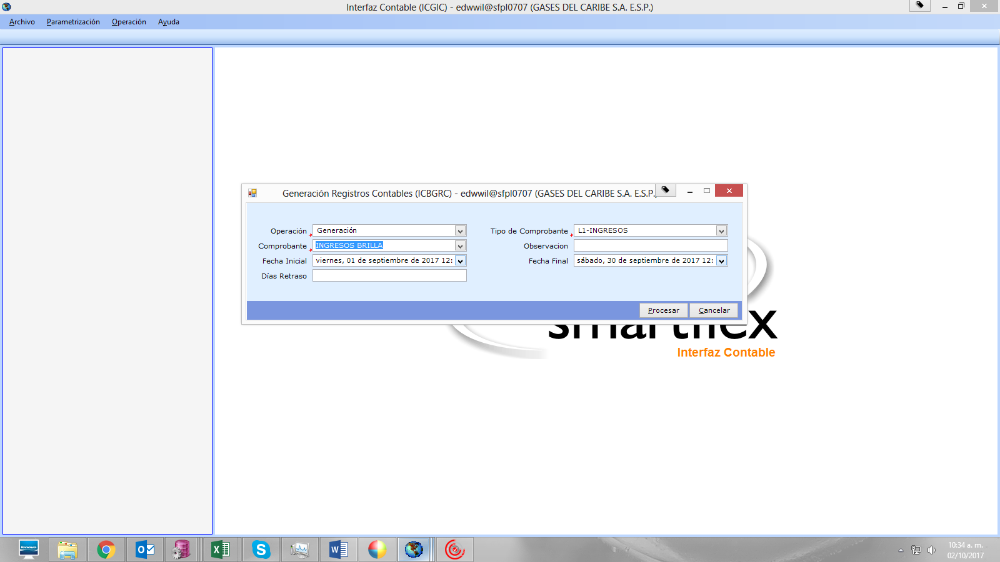 Interfaz Contable (ICGIC) - edwwil@sfpl0707 (GASES DEL CARIBE S.A. E.S.P.)
Archivo Parametrización Operación Ayuda
Generación Registros Contables (ICBGRC) - edwwil@sfpl0707 (GASES DEL CARIBE S.A. E.S.P.)
Operación * Generación Tipo de Comprobante * L1-INGRESOS
Comprobante * INGRESOS BRILLA Observacion
Fecha Inicial viernes, 01 de septiembre de 2017 12: Fecha Final sábado, 30 de septiembre de 2017 12:
Días Retraso
Procesar Cancelar
smartflex
Interfaz Contable
lenovo
10:34 a. m.
02/10/2017